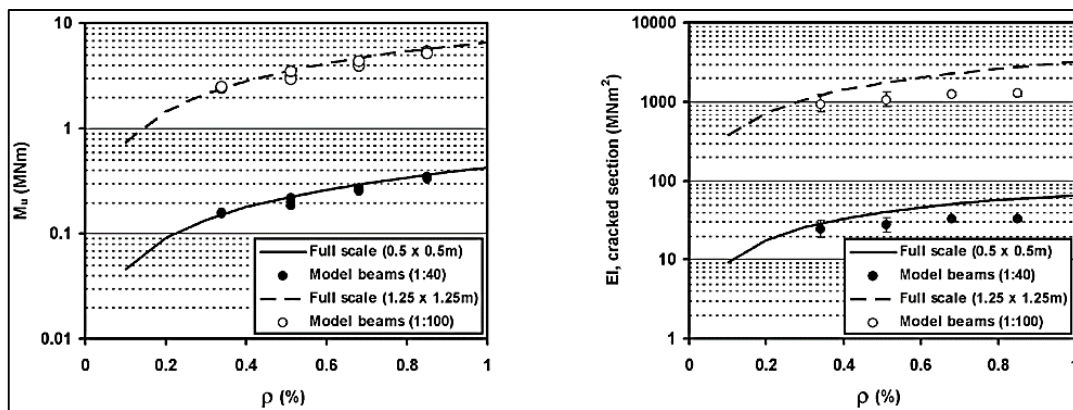 10
1
0.1
0.01
M_u (MNm)
0 0.2 0.4 0.6 0.8 1
ρ (%)
Full scale (0.5 x 0.5m)
Model beams (1:40)
Full scale (1.25 x 1.25m)
Model beams (1:100)
10000
1000
100
10
1
EI, cracked section (MNm²)
0 0.2 0.4 0.6 0.8 1
ρ (%)
Full scale (0.5 x 0.5m)
Model beams (1:40)
Full scale (1.25 x 1.25m)
Model beams (1:100)